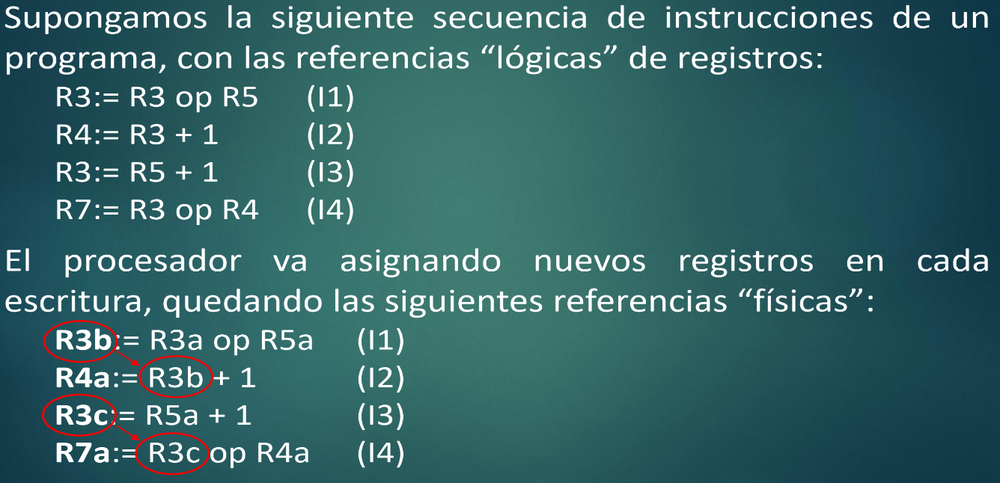 Supongamos la siguiente secuencia de instrucciones de un
programa, con las referencias “lógicas” de registros:
R3:= R3 op R5 (I1)
R4:= R3 + 1 (I2)
R3:= R5 + 1 (I3)
R7:= R3 op R4 (I4)
El procesador va asignando nuevos registros en cada
escritura, quedando las siguientes referencias “físicas”:
R3b:= R3a op R5a (I1)
R4a:= R3b + 1 (I2)
R3c:= R5a + 1 (I3)
R7a:= R3c op R4a (I4)